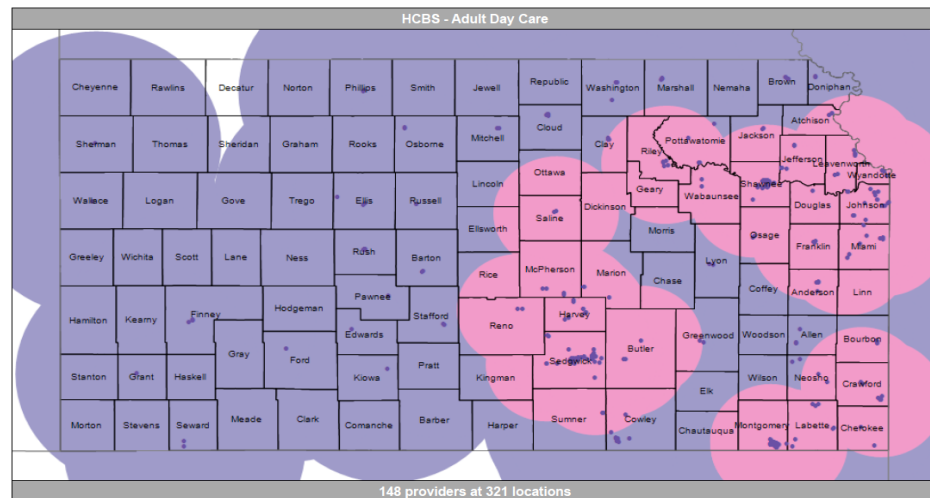 HCBS - Adult Day Care
Cheyenne Rawlins Decatur Norton Phillips Smith Jewell Republic Washington Marshall Nemaha Brown Doniphan
Atchison
Sherman Thomas Sheridan Graham Rooks Osborne Mitchell Cloud Clay Riley Pottawatomie Jackson Jefferson Leavenworth
Wyandotte
Wallace Logan Gove Trego Ellis Russell Lincoln Ottawa Geary Wabaunsee Shawnee Douglas Johnson
Saline Dickinson
Ellsworth Morris Osage Franklin Miami
Greeley Wichita Scott Lane Ness Rush Barton Rice McPherson Marion Chase Lyon Coffey Anderson Linn
Hamilton Kearny Finney Hodgeman Pawnee Stafford Reno Harvey
Edwards Greenwood Woodson Allen Bourbon
Gray Ford Sedgwick Butler
Stanton Grant Haskell Kiowa Pratt Kingman Elk Wilson Neosho Crawford
Morton Stevens Seward Meade Clark Comanche Barber Harper Sumner Cowley Chautauqua Montgomery Labette Cherokee
148 providers at 321 locations